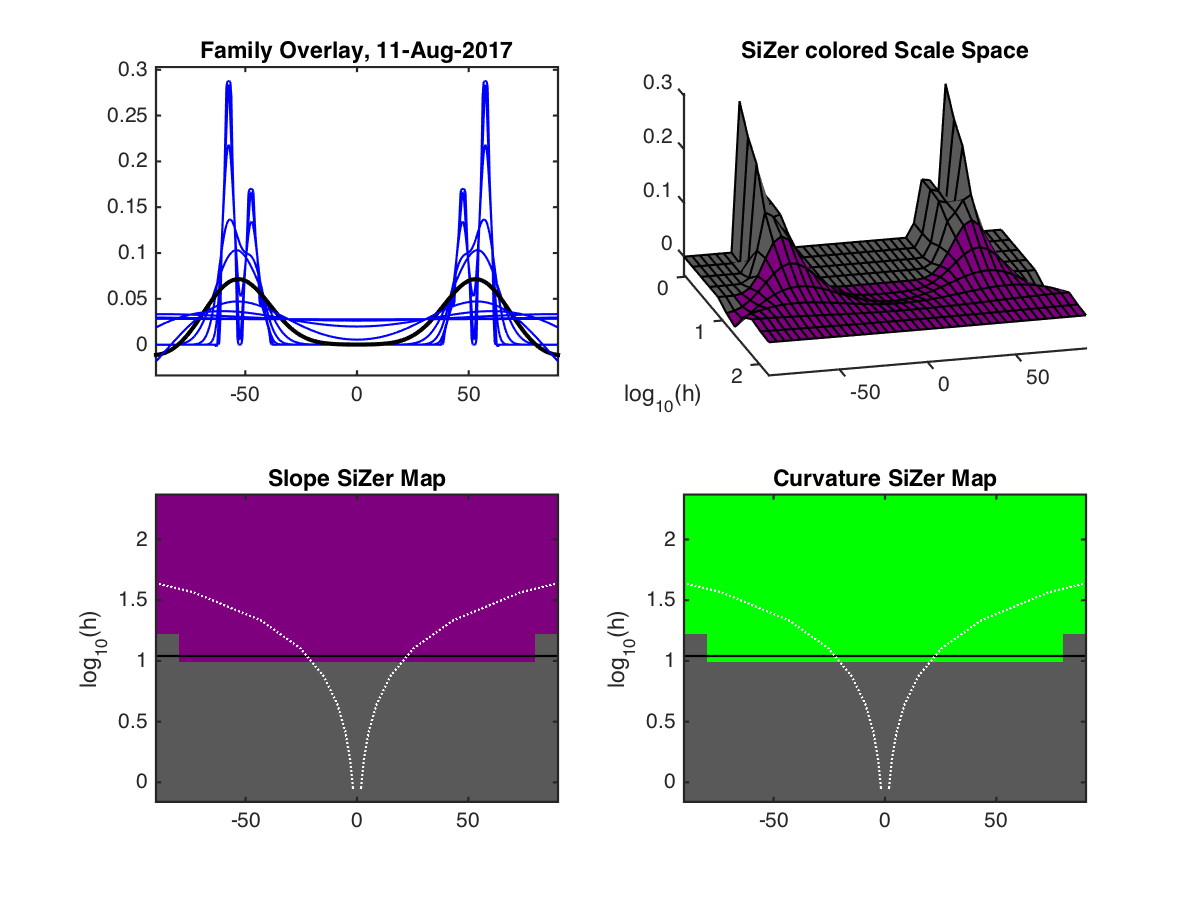 Family Overlay, 11-Aug-2017
0.3
0.25
0.2
0.15
0.1
0.05
0
-50 0 50
SiZer colored Scale Space
0.3
0.2
0.1
0
0
1
2
log10(h)
-50 0 50
Slope SiZer Map
2
1.5
1
0.5
0
log10(h)
-50 0 50
Curvature SiZer Map
2
1.5
1
0.5
0
log10(h)
-50 0 50